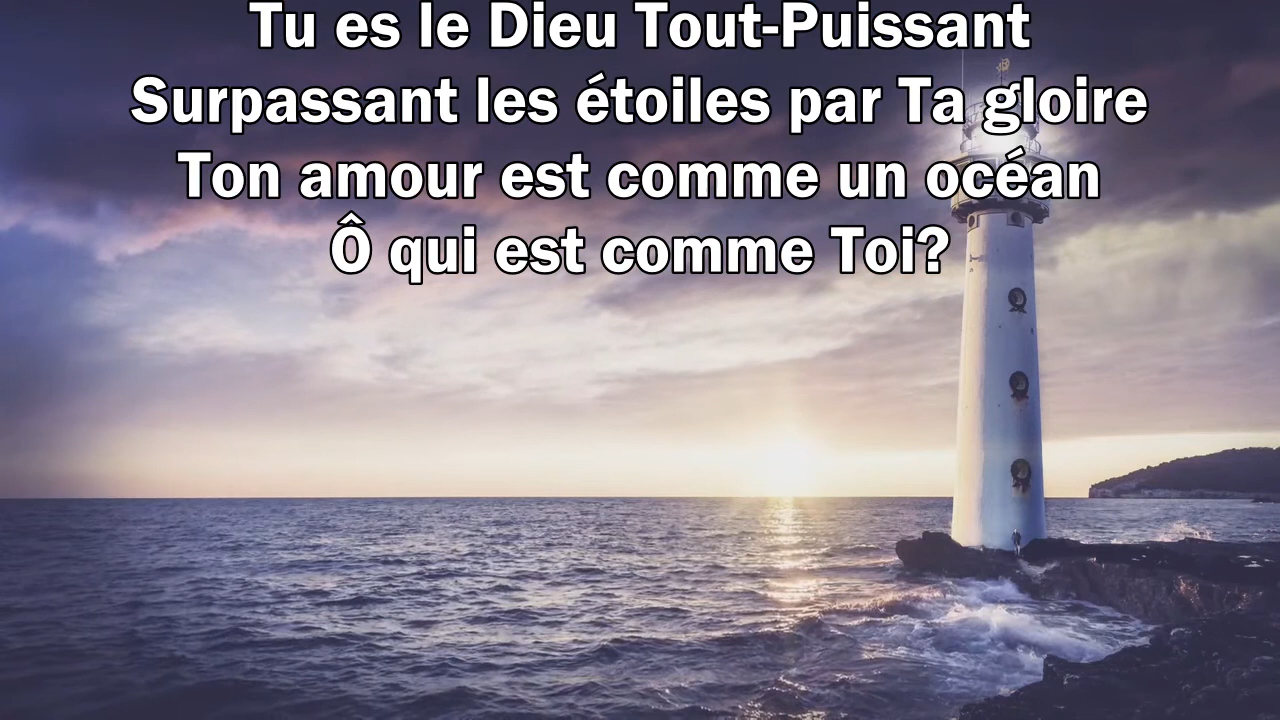 Tu es le Dieu Tout-Puissant
Surpassant les étoiles par Ta gloire
Ton amour est comme un océan
Ô qui est comme Toi?